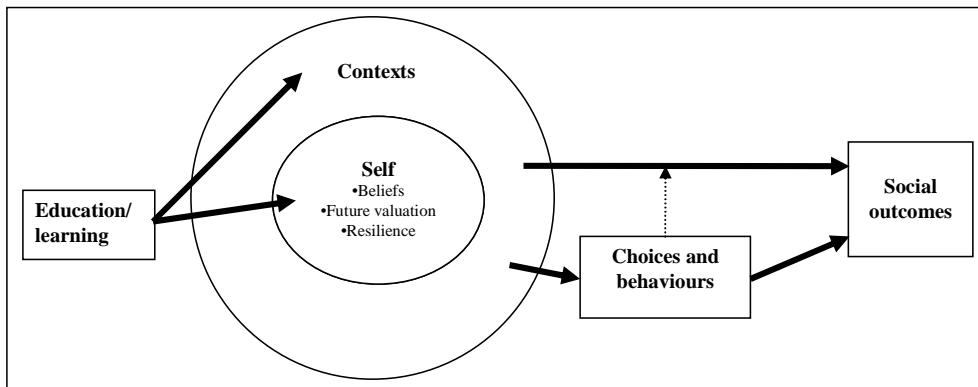 Education/
learning
Contexts
Self
•Beliefs
•Future valuation
•Resilience
Choices and
behaviours
Social
outcomes